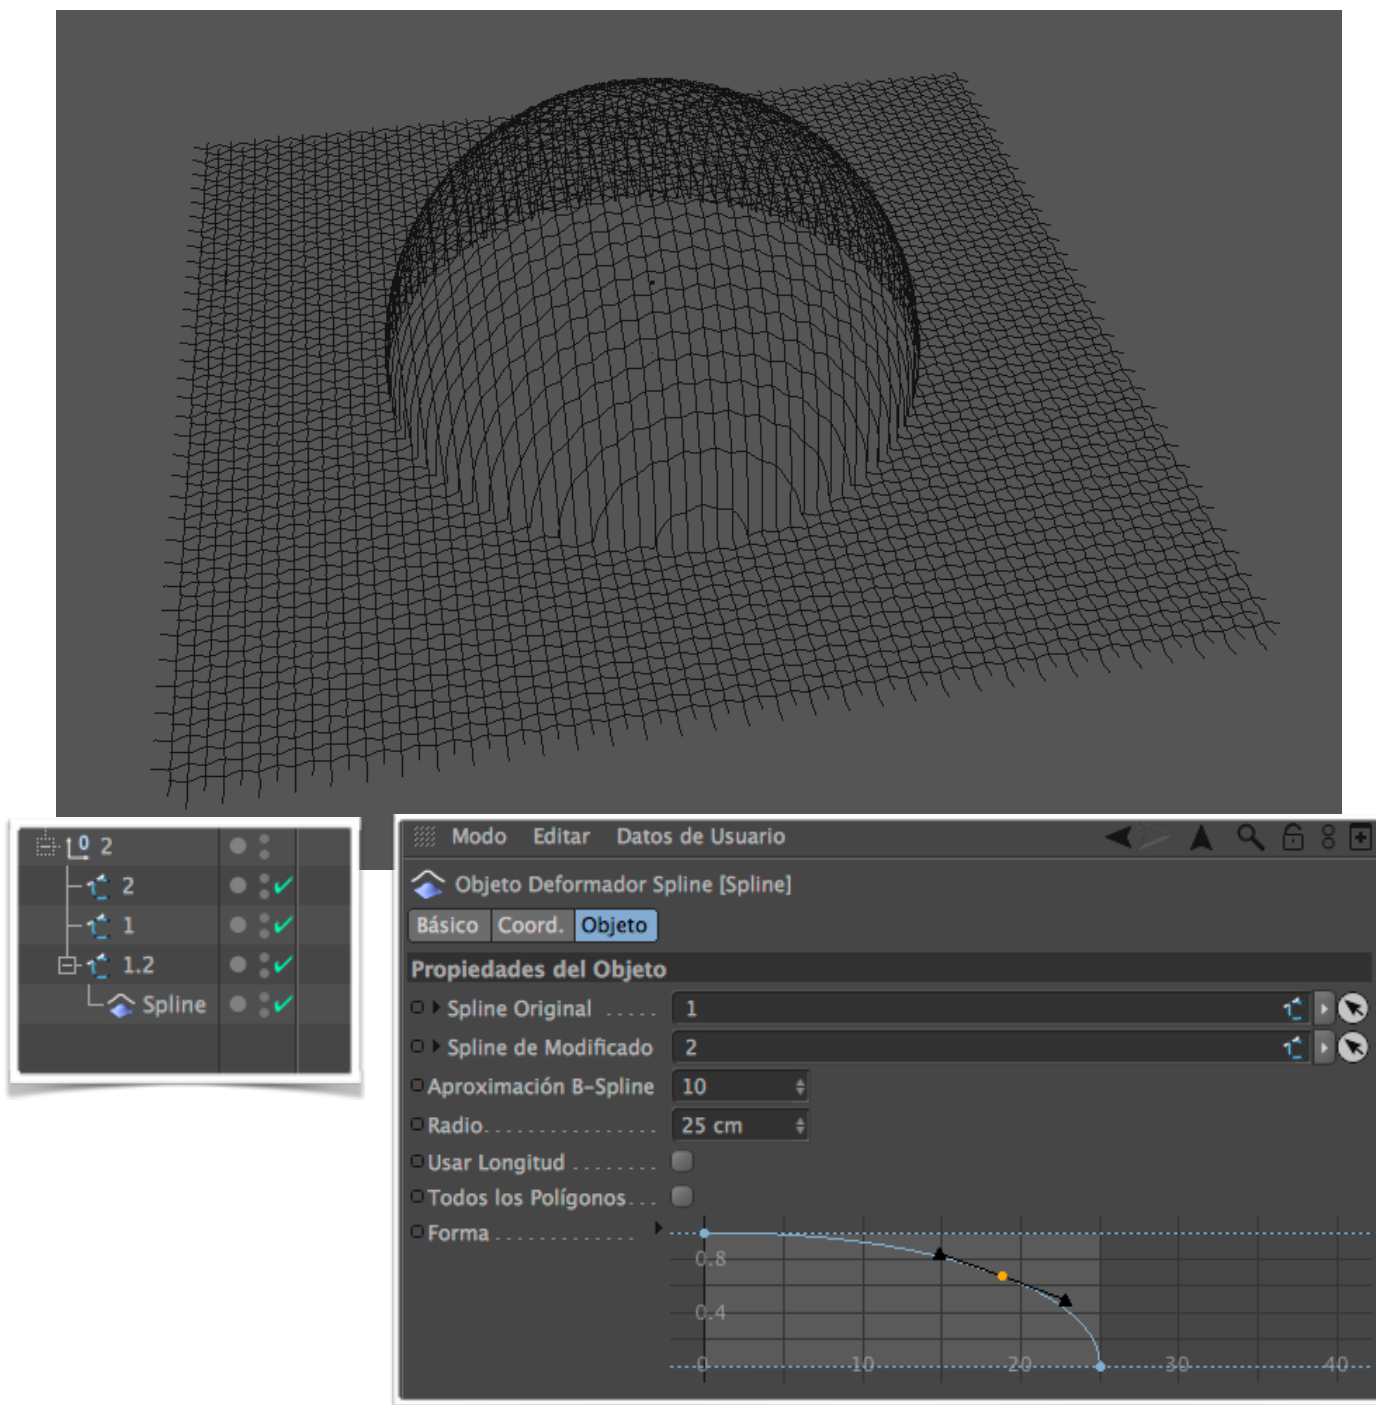 0 2
2
1
1.2
Spline
Modo Editar Datos de Usuario
Objeto Deformador Spline [Spline]
Básico Coord. Objeto
Propiedades del Objeto
Spline Original ..... 1
Spline de Modificado 2
Aproximación B-Spline 10
Radio................ 25 cm
Usar Longitud ........
Todos los Polígonos...
Forma .............
0.8
0.4
0 10 20 30 40